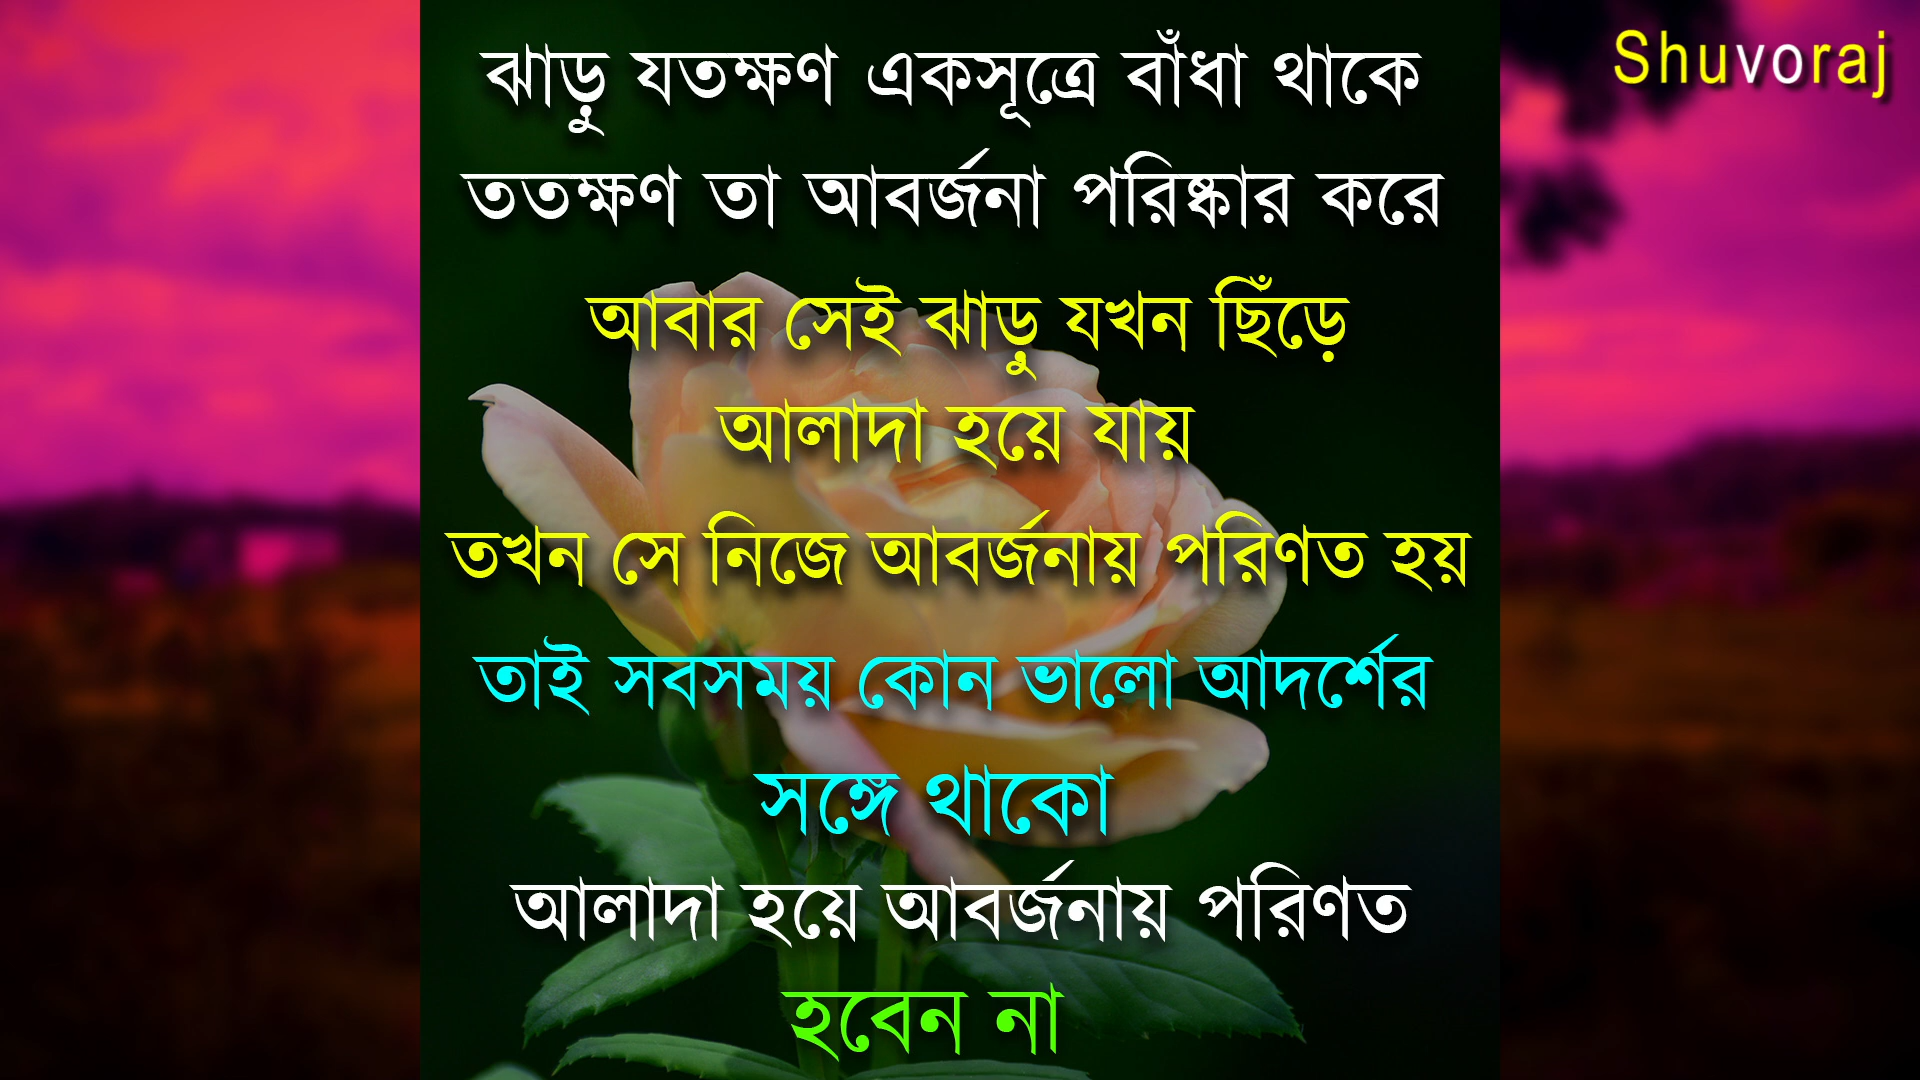 ঝাড়ু যতক্ষণ একসূত্রে বাঁধা থাকে
ততক্ষণ তা আবর্জনা পরিষ্কার করে
আবার সেই ঝাড়ু যখন ছিঁড়ে
আলাদা হয়ে যায়
তখন সে নিজে আবর্জনায় পরিণত হয়
তাই সবসময় কোন ভালো আদর্শের
সঙ্গে থাকো
আলাদা হয়ে আবর্জনায় পরিণত
হবেন না
Shuvoraj